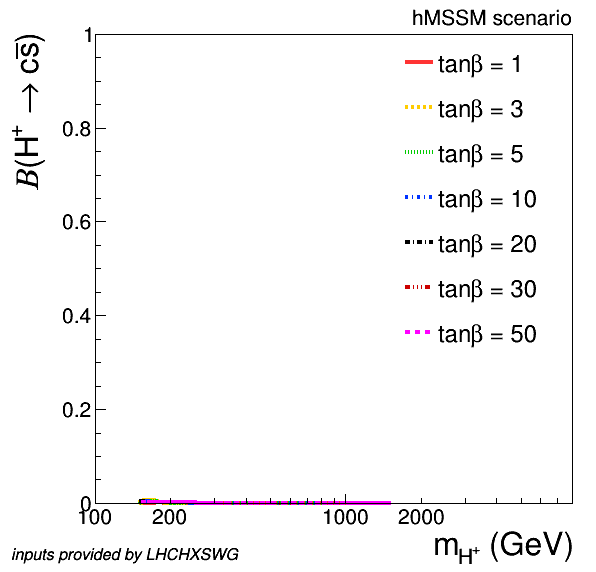 hMSSM scenario
B(H⁺ → cs̅)
1
0.8
0.6
0.4
0.2
0
tanβ = 1
tanβ = 3
tanβ = 5
tanβ = 10
tanβ = 20
tanβ = 30
tanβ = 50
100 200 1000 2000
m_H⁺ (GeV)
inputs provided by LHCHXSWG